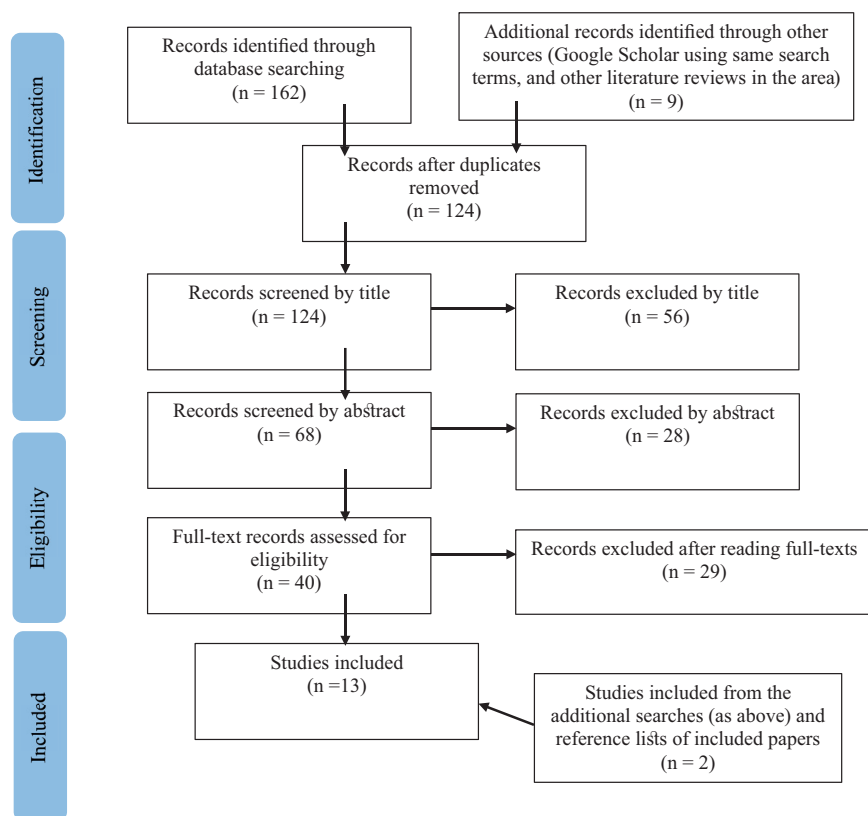 Identification
Records identified through
database searching
(n = 162)
Additional records identified through other
sources (Google Scholar using same search
terms, and other literature reviews in the area)
(n = 9)
Records after duplicates
removed
(n = 124)
Screening
Records screened by title
(n = 124)
Records excluded by title
(n = 56)
Records screened by abstract
(n = 68)
Records excluded by abstract
(n = 28)
Eligibility
Full-text records assessed for
eligibility
(n = 40)
Records excluded after reading full-texts
(n = 29)
Included
Studies included
(n =13)
Studies included from the
additional searches (as above) and
reference lists of included papers
(n = 2)